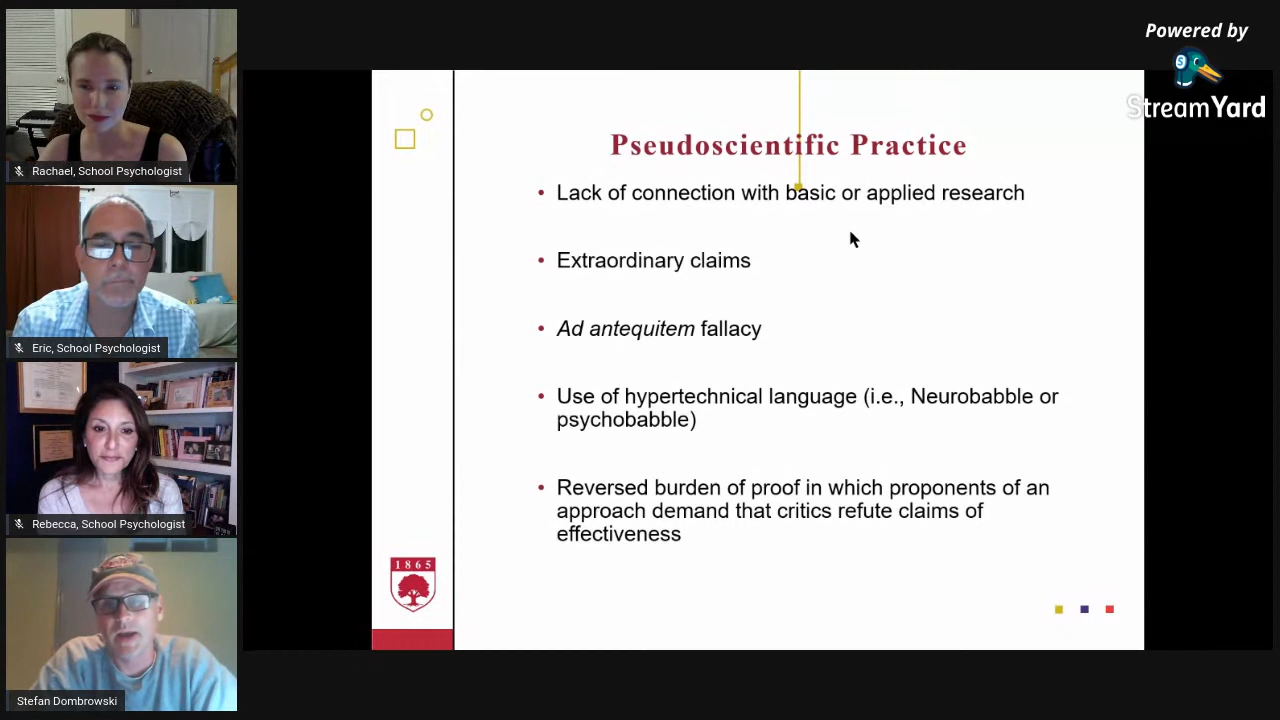 Powered by
StreamYard
Rachael, School Psychologist
Eric, School Psychologist
Rebecca, School Psychologist
Stefan Dombrowski
Pseudoscientific Practice
• Lack of connection with basic or applied research
• Extraordinary claims
• Ad antequitem fallacy
• Use of hypertechnical language (i.e., Neurobabble or
psychobabble)
• Reversed burden of proof in which proponents of an
approach demand that critics refute claims of
effectiveness
1865